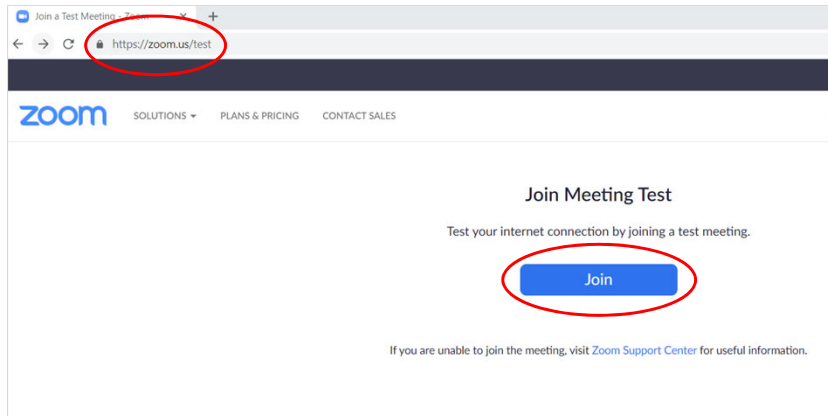 Join a Test Meeting - Zoom
https://zoom.us/test
zoom SOLUTIONS PLANS & PRICING CONTACT SALES
Join Meeting Test
Test your internet connection by joining a test meeting.
Join
If you are unable to join the meeting, visit Zoom Support Center for useful information.